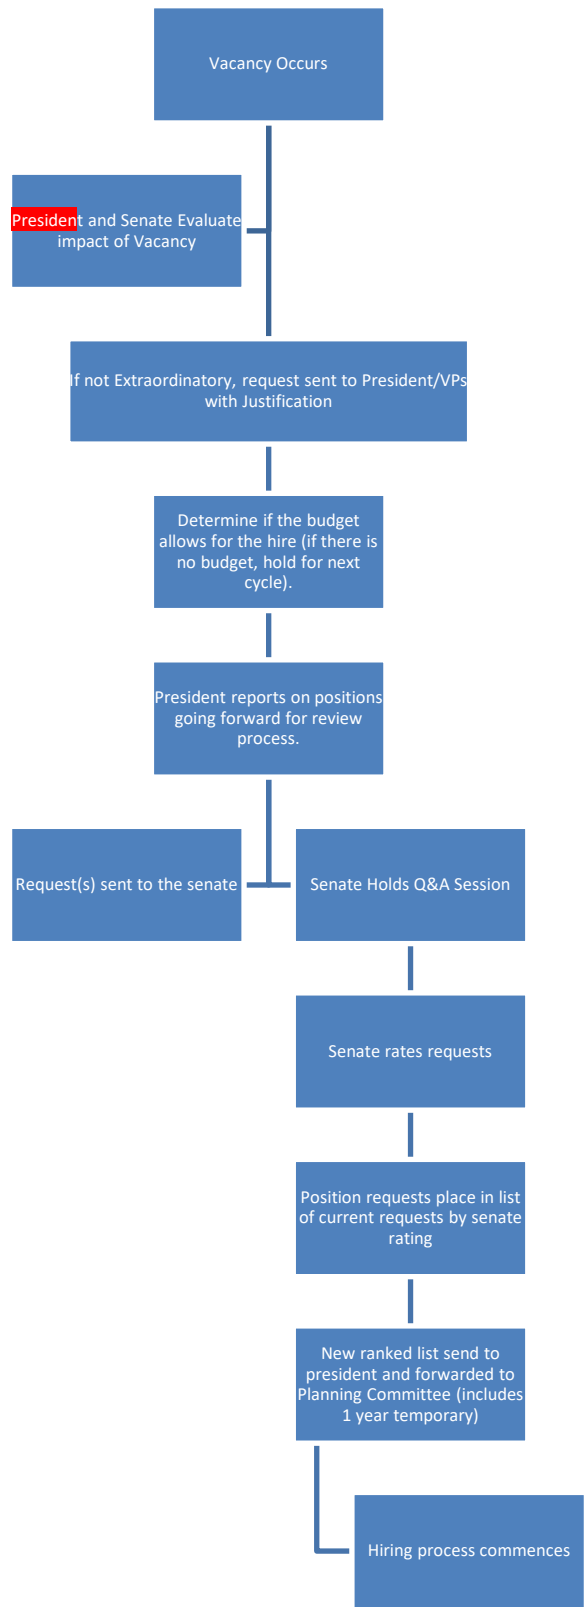 Vacancy Occurs
President and Senate Evaluate
impact of Vacancy
If not Extraordinatory, request sent to President/VPs
with Justification
Determine if the budget
allows for the hire (if there is
no budget, hold for next
cycle).
President reports on positions
going forward for review
process.
Request(s) sent to the senate
Senate Holds Q&A Session
Senate rates requests
Position requests place in list
of current requests by senate
rating
New ranked list send to
president and forwarded to
Planning Committee (includes
1 year temporary)
Hiring process commences